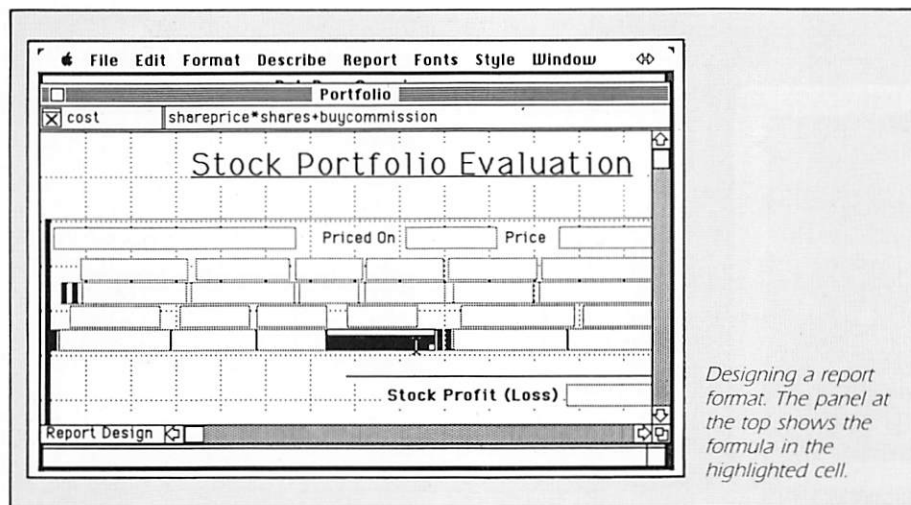 File Edit Format Describe Report Fonts Style Window
Portfolio
cost shareprice*shares+buycommission
Stock Portfolio Evaluation
Priced On Price
Stock Profit (Loss)
Report Design
Designing a report
format. The panel at
the top shows the
formula in the
highlighted cell.